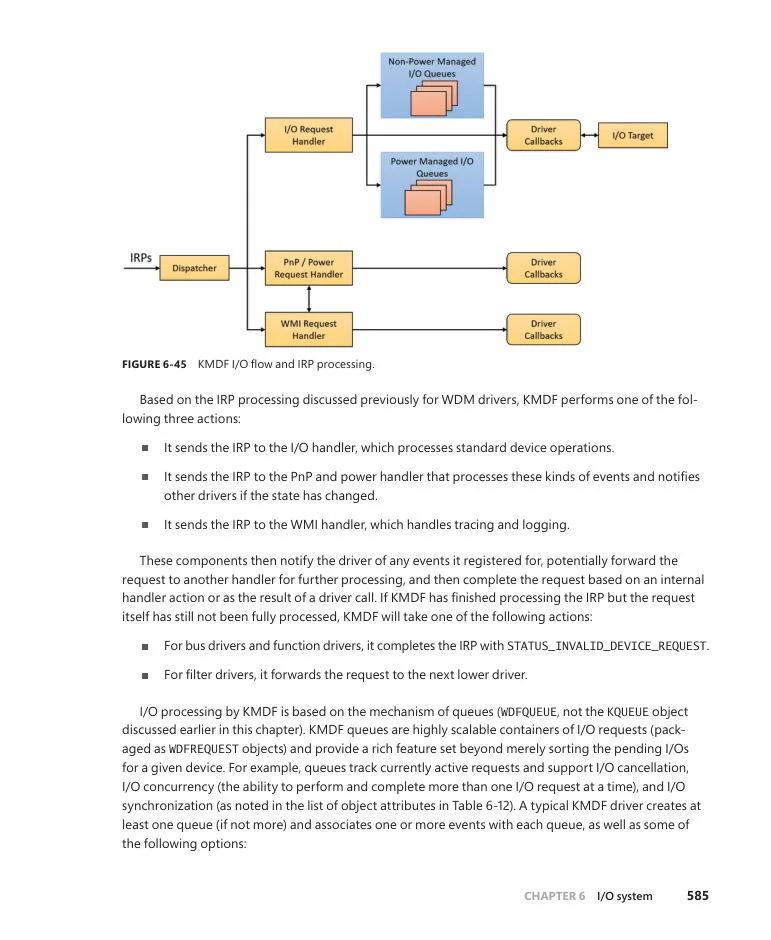 Non-Power Managed
I/O Queues
I/O Request
Handler
Driver
Callbacks
I/O Target
Power Managed I/O
Queues
IRPs
Dispatcher
PnP / Power
Request Handler
Driver
Callbacks
WMI Request
Handler
Driver
Callbacks
FIGURE 6-45 KMDF I/O flow and IRP processing.
Based on the IRP processing discussed previously for WDM drivers, KMDF performs one of the fol-
lowing three actions:
■ It sends the IRP to the I/O handler, which processes standard device operations.
■ It sends the IRP to the PnP and power handler that processes these kinds of events and notifies
other drivers if the state has changed.
■ It sends the IRP to the WMI handler, which handles tracing and logging.
These components then notify the driver of any events it registered for, potentially forward the
request to another handler for further processing, and then complete the request based on an internal
handler action or as the result of a driver call. If KMDF has finished processing the IRP but the request
itself has still not been fully processed, KMDF will take one of the following actions:
■ For bus drivers and function drivers, it completes the IRP with STATUS_INVALID_DEVICE_REQUEST.
■ For filter drivers, it forwards the request to the next lower driver.
I/O processing by KMDF is based on the mechanism of queues (WDFQUEUE, not the KQUEUE object
discussed earlier in this chapter). KMDF queues are highly scalable containers of I/O requests (pack-
aged as WDFREQUEST objects) and provide a rich feature set beyond merely sorting the pending I/Os
for a given device. For example, queues track currently active requests and support I/O cancellation,
I/O concurrency (the ability to perform and complete more than one I/O request at a time), and I/O
synchronization (as noted in the list of object attributes in Table 6-12). A typical KMDF driver creates at
least one queue (if not more) and associates one or more events with each queue, as well as some of
the following options:
CHAPTER 6 I/O system 585